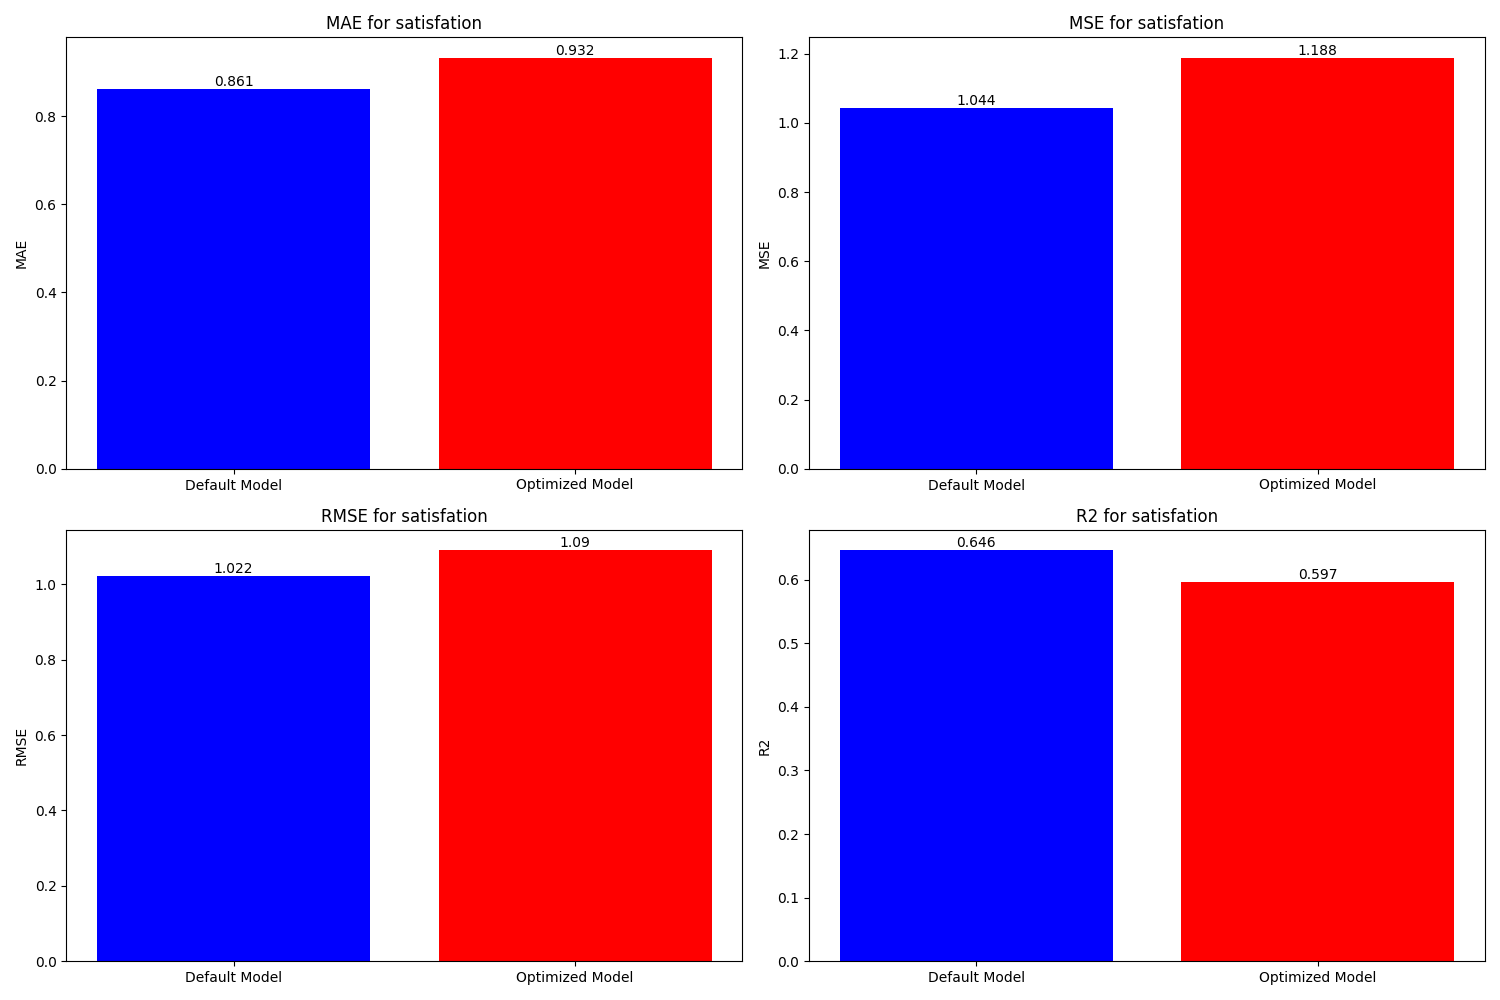 MAE for satisfation
0.932
0.861
0.8
0.6
0.4
0.2
0.0
MAE
Default Model
Optimized Model
MSE for satisfation
1.188
1.044
1.2
1.0
0.8
0.6
0.4
0.2
0.0
MSE
Default Model
Optimized Model
RMSE for satisfation
1.09
1.022
1.0
0.8
0.6
0.4
0.2
0.0
RMSE
Default Model
Optimized Model
R2 for satisfation
0.646
0.597
0.6
0.5
0.4
0.3
0.2
0.1
0.0
R2
Default Model
Optimized Model